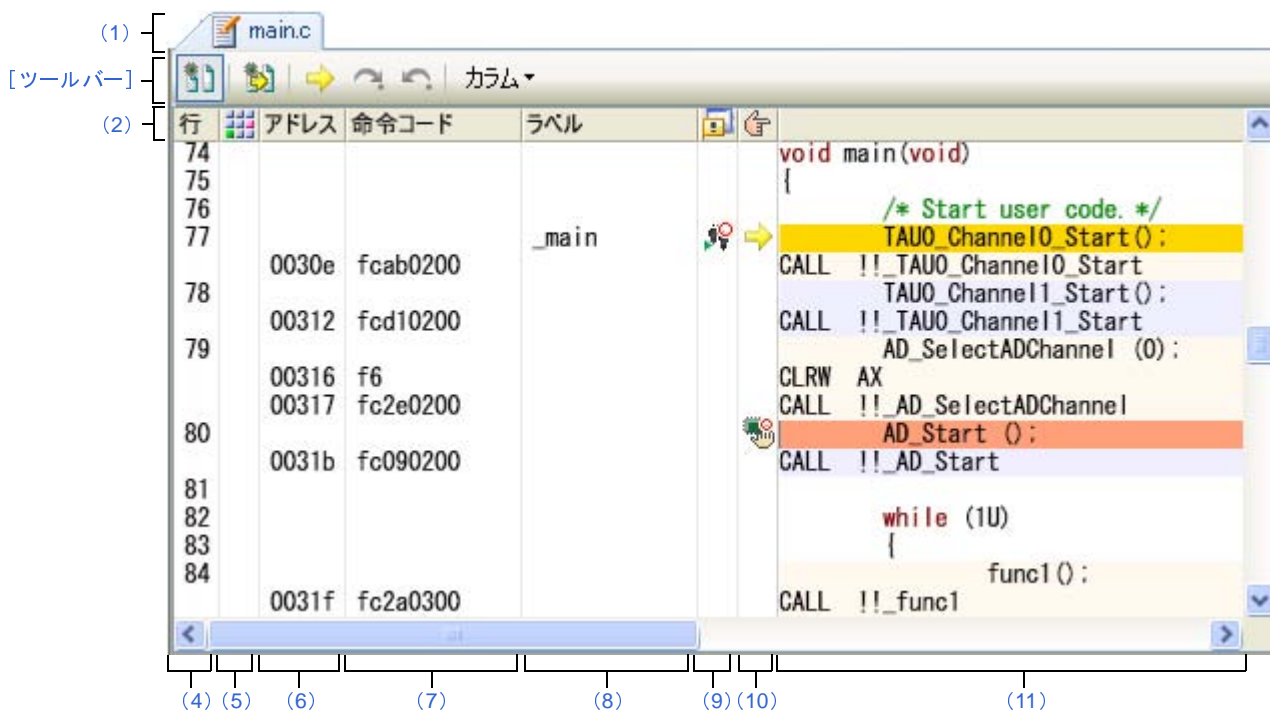 (1)
main.c
[ツールバー]
カラム
(2)
行 アドレス 命令コード ラベル
74 void main(void)
75 {
76 /* Start user code. */
77 _main TAU0_Channel0_Start();
0030e fcab0200 CALL !!_TAU0_Channel0_Start
78 TAU0_Channel1_Start();
00312 fcd10200 CALL !!_TAU0_Channel1_Start
79 AD_SelectADChannel (0);
00316 f6 CLRW AX
00317 fc2e0200 CALL !!_AD_SelectADChannel
80 AD_Start ();
0031b fc090200 CALL !!_AD_Start
81
82 while (1U)
83 {
84 func1();
0031f fc2a0300 CALL !!_func1
(4) (5) (6) (7) (8) (9) (10) (11)